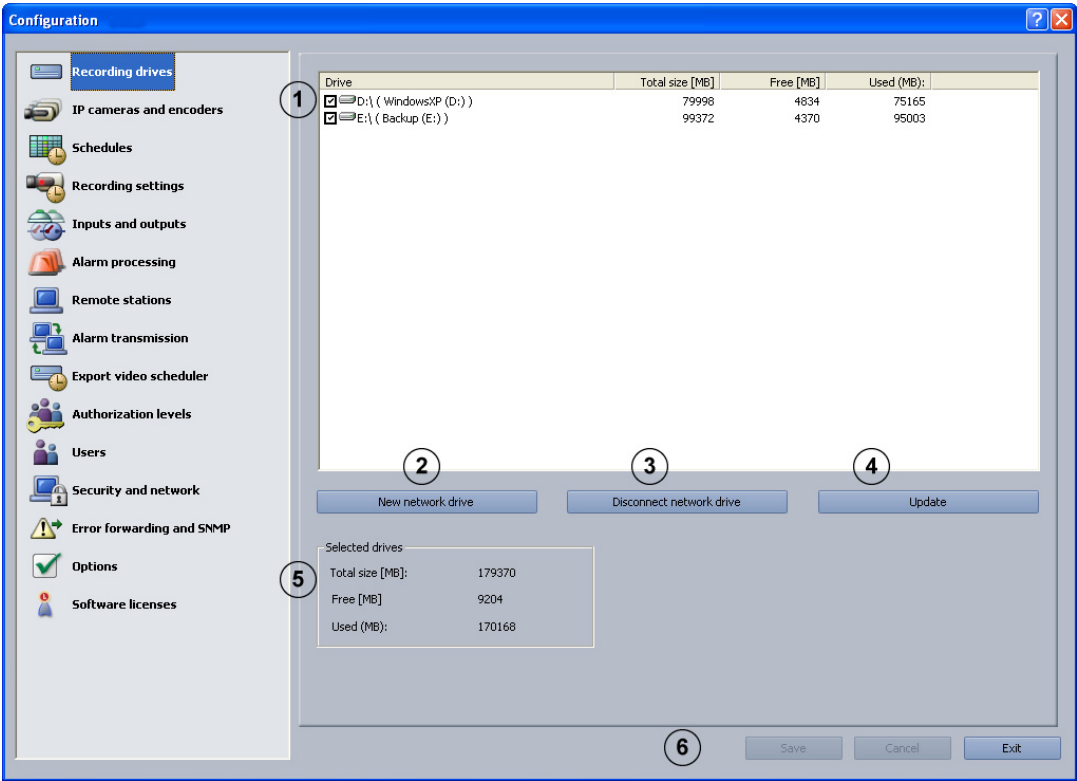 Configuration
Recording drives
IP cameras and encoders
Schedules
Recording settings
Inputs and outputs
Alarm processing
Remote stations
Alarm transmission
Export video scheduler
Authorization levels
Users
Security and network
Error forwarding and SNMP
Options
Software licenses
1
Drive Total size [MB] Free [MB] Used (MB):
D:\ ( WindowsXP (D:) ) 79998 4834 75165
E:\ ( Backup (E:) ) 99372 4370 95003
2 3 4
New network drive Disconnect network drive Update
5
Selected drives
Total size [MB]: 179370
Free [MB] 9204
Used (MB): 170168
6
Save Cancel Exit